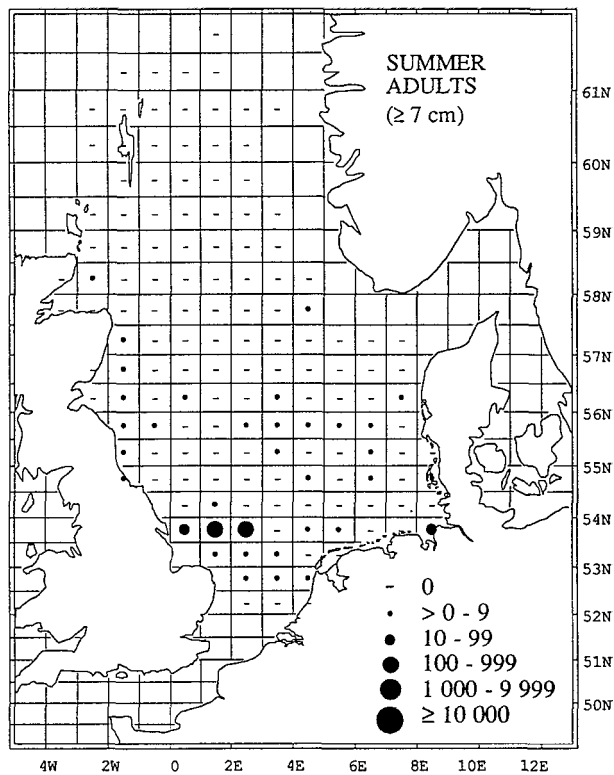 SUMMER
ADULTS
(≥ 7 cm)
61N
60N
59N
58N
57N
56N
55N
54N
53N
52N
51N
50N
- 0
> 0 - 9
10 - 99
100 - 999
1 000 - 9 999
≥ 10 000
4W 2W 0 2E 4E 6E 8E 10E 12E